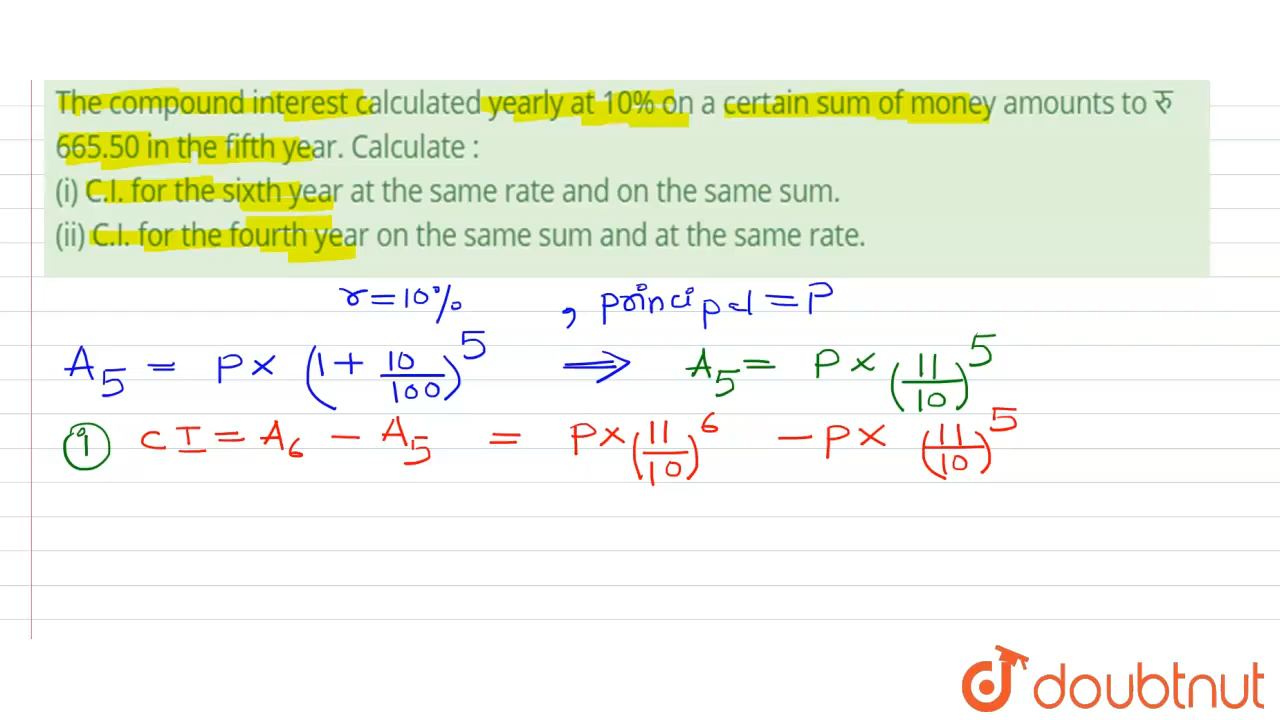 The compound interest calculated yearly at 10% on a certain sum of money amounts to रु
665.50 in the fifth year. Calculate :
(i) C.I. for the sixth year at the same rate and on the same sum.
(ii) C.I. for the fourth year on the same sum and at the same rate.
r = 10% , principal = P
A₅ = P × (1 + 10/100)⁵ ⟹ A₅ = P × (11/10)⁵
① CI = A₆ − A₅ = P × (11/10)⁶ − P × (11/10)⁵
doubtnut